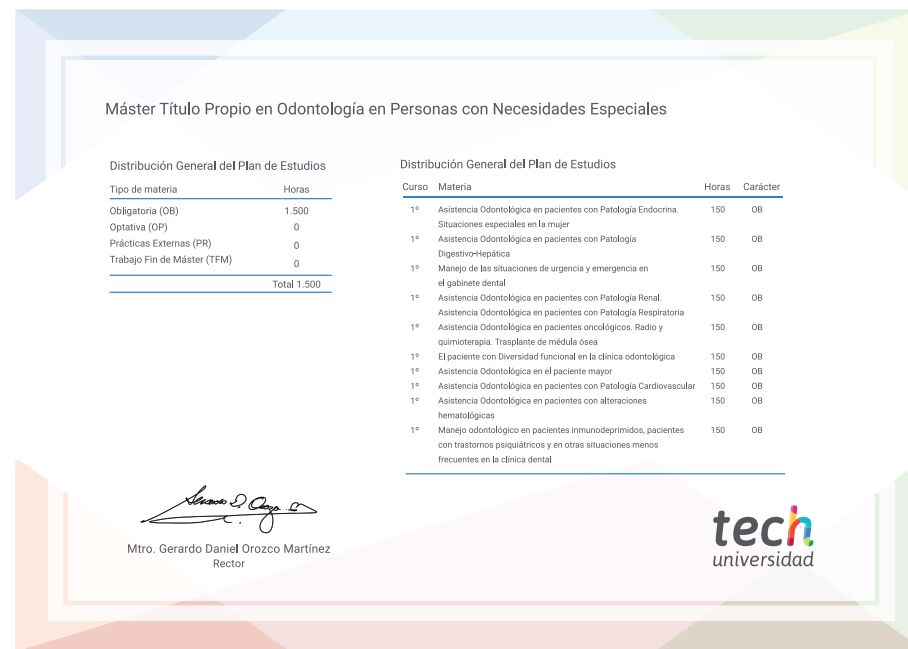 Máster Título Propio en Odontología en Personas con Necesidades Especiales
Distribución General del Plan de Estudios
Tipo de materia Horas
Obligatoria (OB) 1.500
Optativa (OP) 0
Prácticas Externas (PR) 0
Trabajo Fin de Máster (TFM) 0
Total 1.500
Distribución General del Plan de Estudios
Curso Materia Horas Carácter
1º Asistencia Odontológica en pacientes con Patología Endocrina. 150 OB
Situaciones especiales en la mujer
1º Asistencia Odontológica en pacientes con Patología 150 OB
Digestivo-Hepática
1º Manejo de las situaciones de urgencia y emergencia en 150 OB
el gabinete dental
1º Asistencia Odontológica en pacientes con Patología Renal. 150 OB
Asistencia Odontológica en pacientes con Patología Respiratoria
1º Asistencia Odontológica en pacientes oncológicos. Radio y 150 OB
quimioterapia. Trasplante de médula ósea
1º El paciente con Diversidad funcional en la clínica odontológica 150 OB
1º Asistencia Odontológica en el paciente mayor 150 OB
1º Asistencia Odontológica en pacientes con Patología Cardiovascular 150 OB
1º Asistencia Odontológica en pacientes con alteraciones 150 OB
hematológicas
1º Manejo odontológico en pacientes inmunodeprimidos, pacientes 150 OB
con trastornos psiquiátricos y en otras situaciones menos
frecuentes en la clínica dental
Mtro. Gerardo Daniel Orozco Martínez
Rector
tech
universidad